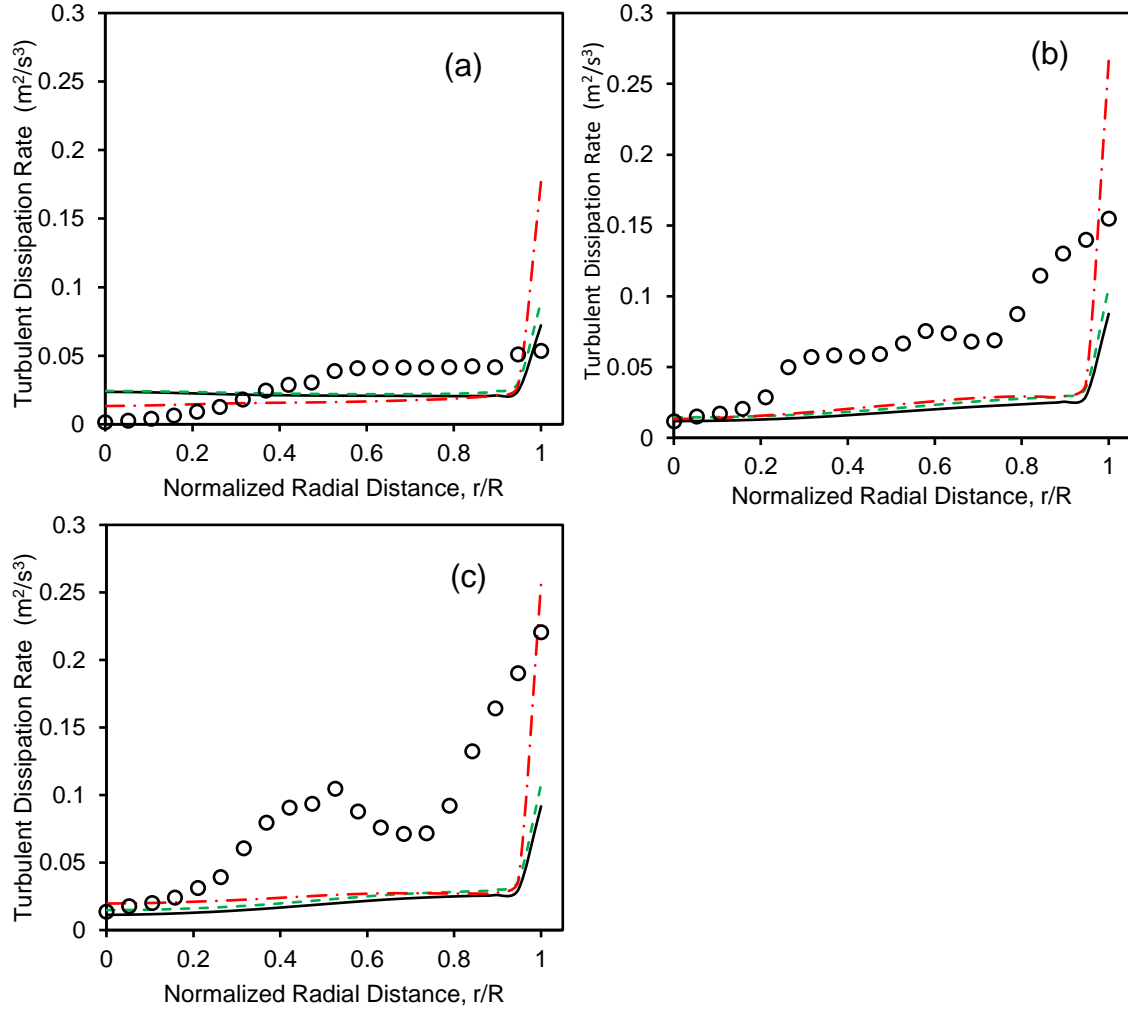 (a)
Turbulent Dissipation Rate (m²/s³)
0.3
0.25
0.2
0.15
0.1
0.05
0
0 0.2 0.4 0.6 0.8 1
Normalized Radial Distance, r/R
(b)
Turbulent Dissipation Rate (m²/s³)
0.3
0.25
0.2
0.15
0.1
0.05
0
0 0.2 0.4 0.6 0.8 1
Normalized Radial Distance, r/R
(c)
Turbulent Dissipation Rate (m²/s³)
0.3
0.25
0.2
0.15
0.1
0.05
0
0 0.2 0.4 0.6 0.8 1
Normalized Radial Distance, r/R